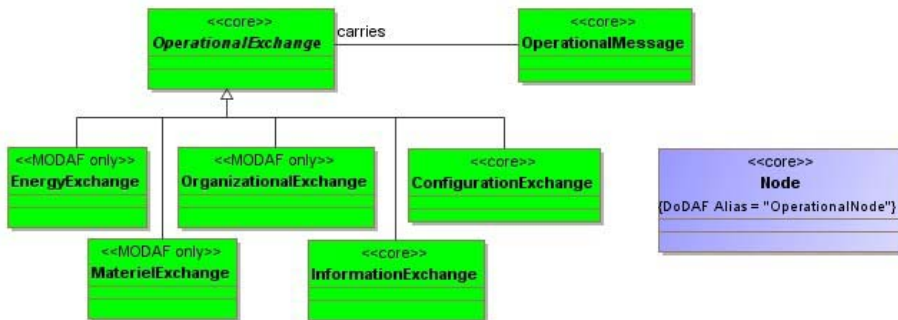 <<core>>
OperationalExchange
carries
<<core>>
OperationalMessage
<<MODAF only>>
EnergyExchange
<<MODAF only>>
OrganizationalExchange
<<core>>
ConfigurationExchange
<<core>>
Node
{DoDAF Alias = "OperationalNode"}
<<MODAF only>>
MaterielExchange
<<core>>
InformationExchange